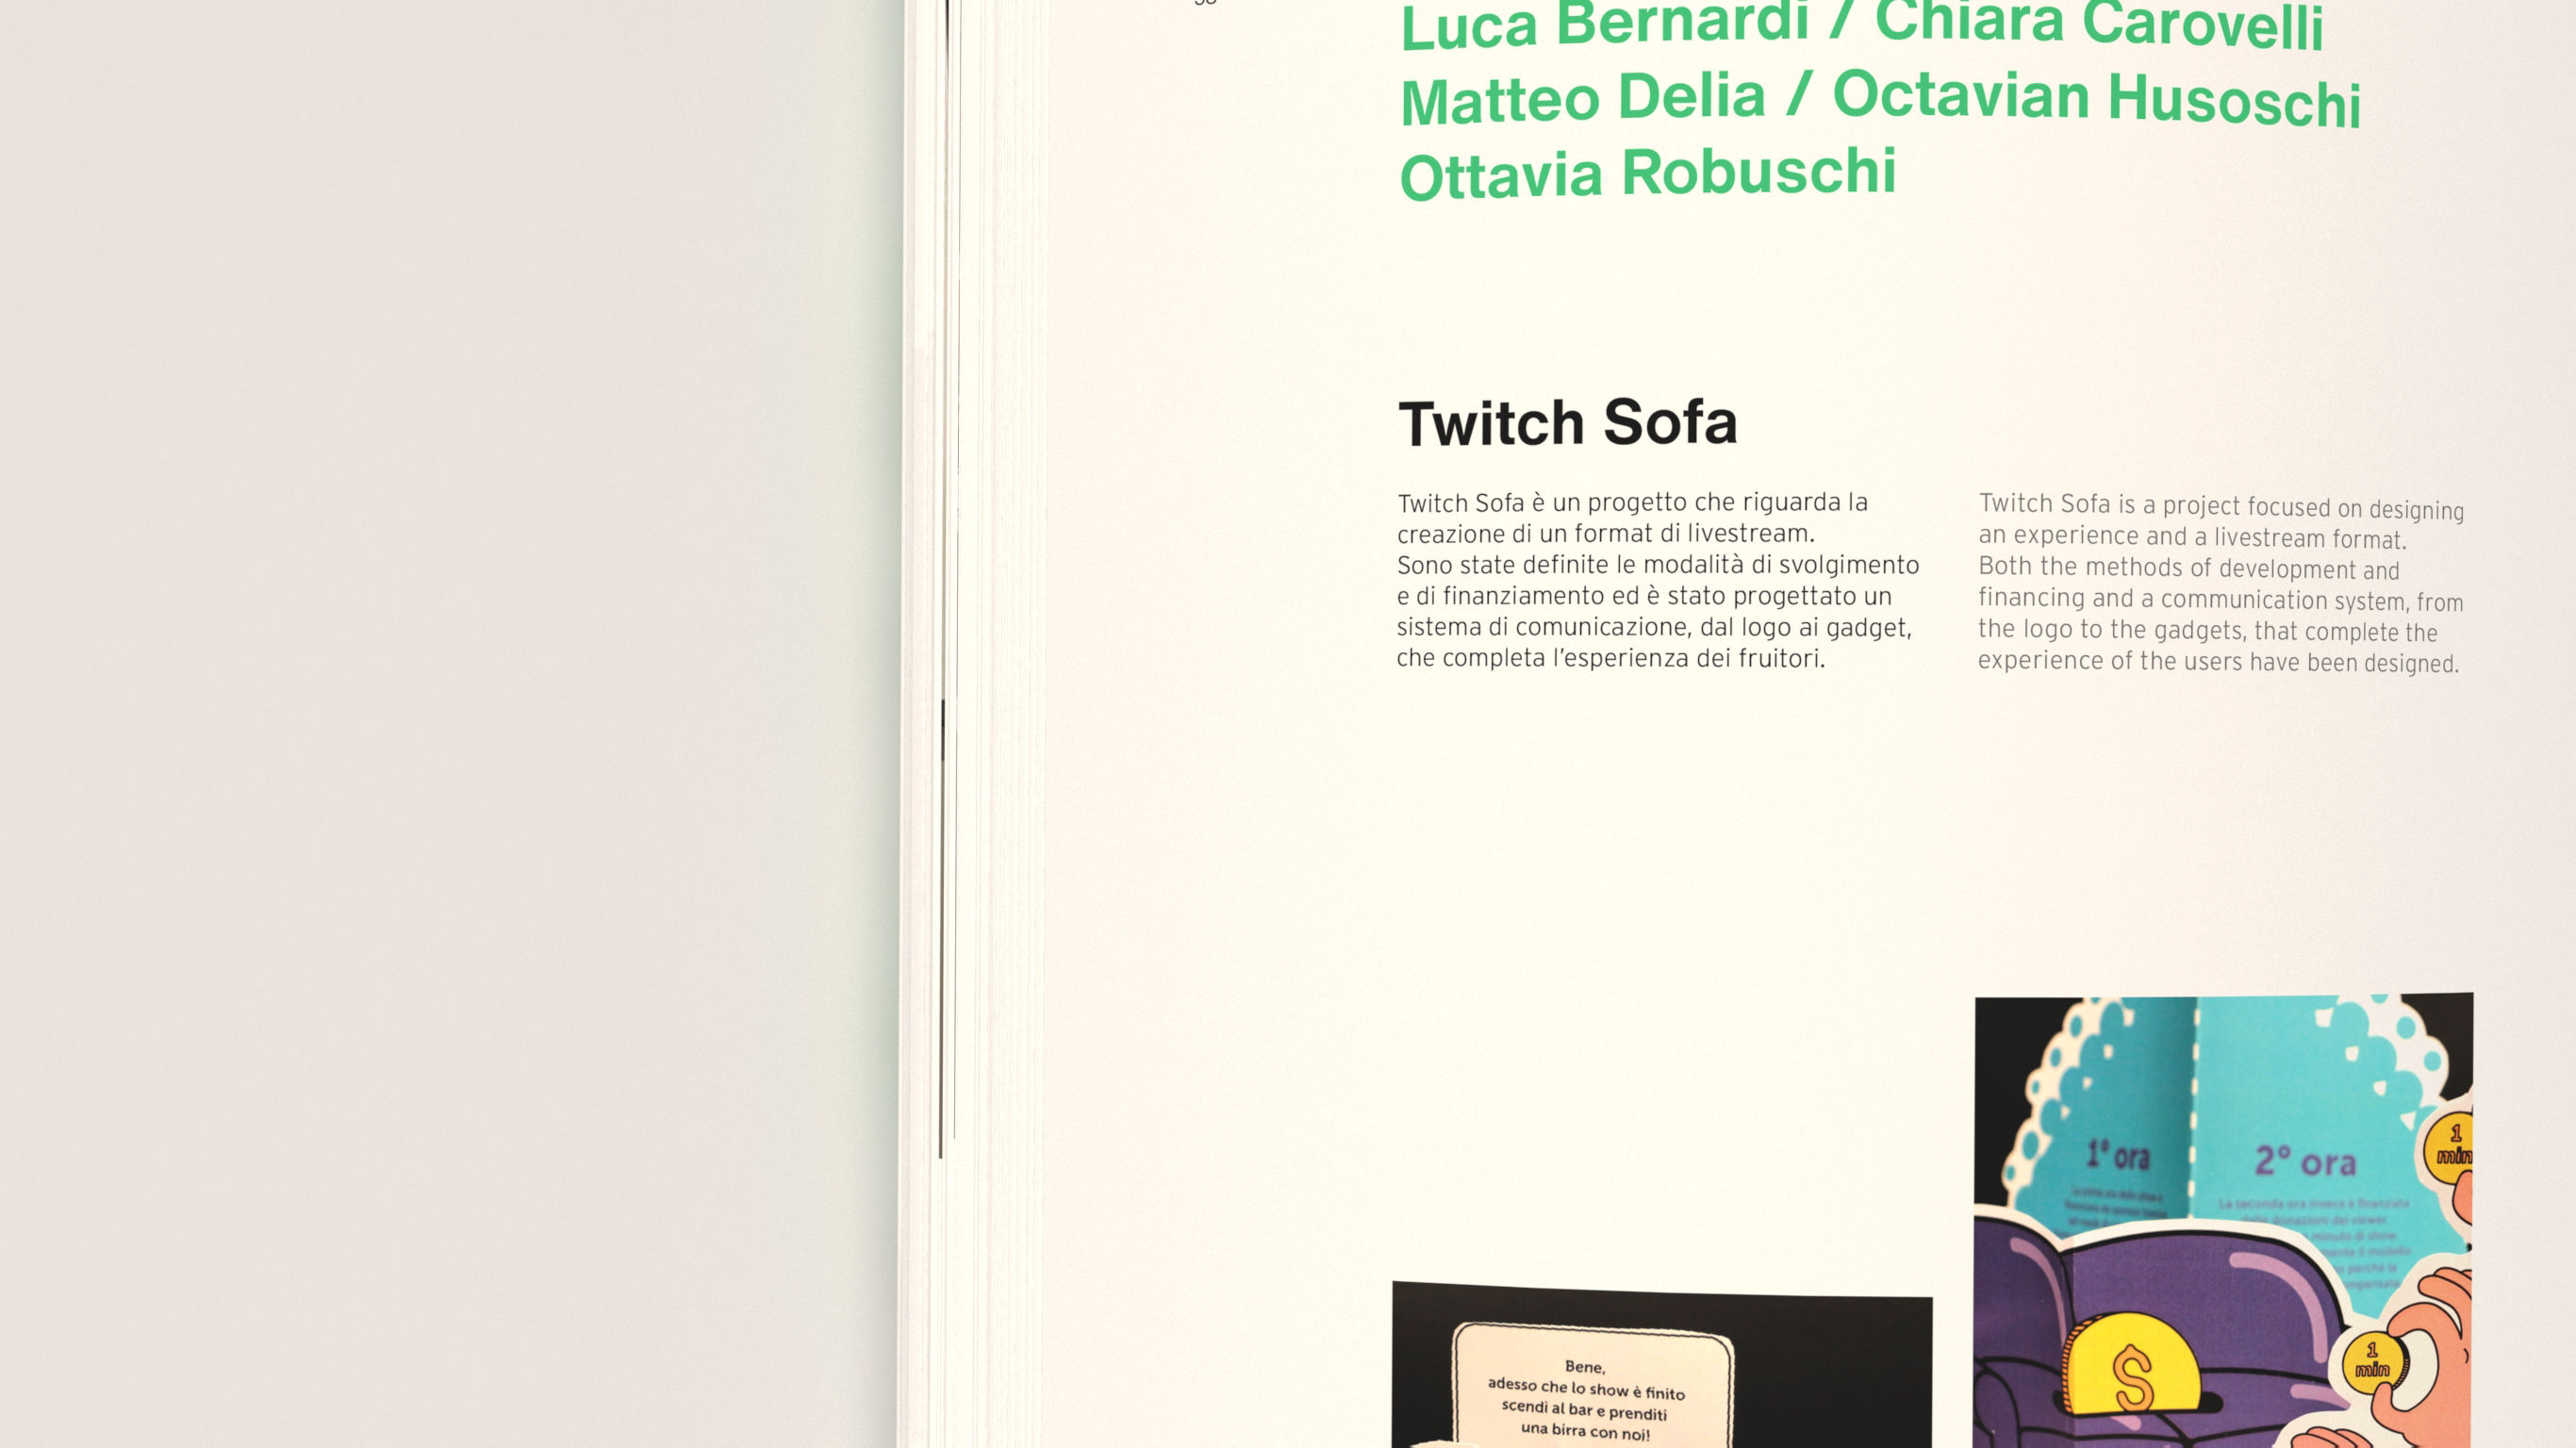 Luca Bernardi / Chiara Carovelli
Matteo Delia / Octavian Husoschi
Ottavia Robuschi
Twitch Sofa
Twitch Sofa è un progetto che riguarda la
creazione di un format di livestream.
Sono state definite le modalità di svolgimento
e di finanziamento ed è stato progettato un
sistema di comunicazione, dal logo ai gadget,
che completa l'esperienza dei fruitori.
Twitch Sofa is a project focused on designing
an experience and a livestream format.
Both the methods of development and
financing and a communication system, from
the logo to the gadgets, that complete the
experience of the users have been designed.
Bene,
adesso che lo show è finito
scendi al bar e prenditi
una birra con noi!
1° ora
2° ora
La seconda ora invece è finanziata
dalle donazioni dei viewer.
minuto di show
1
min
$
1
min